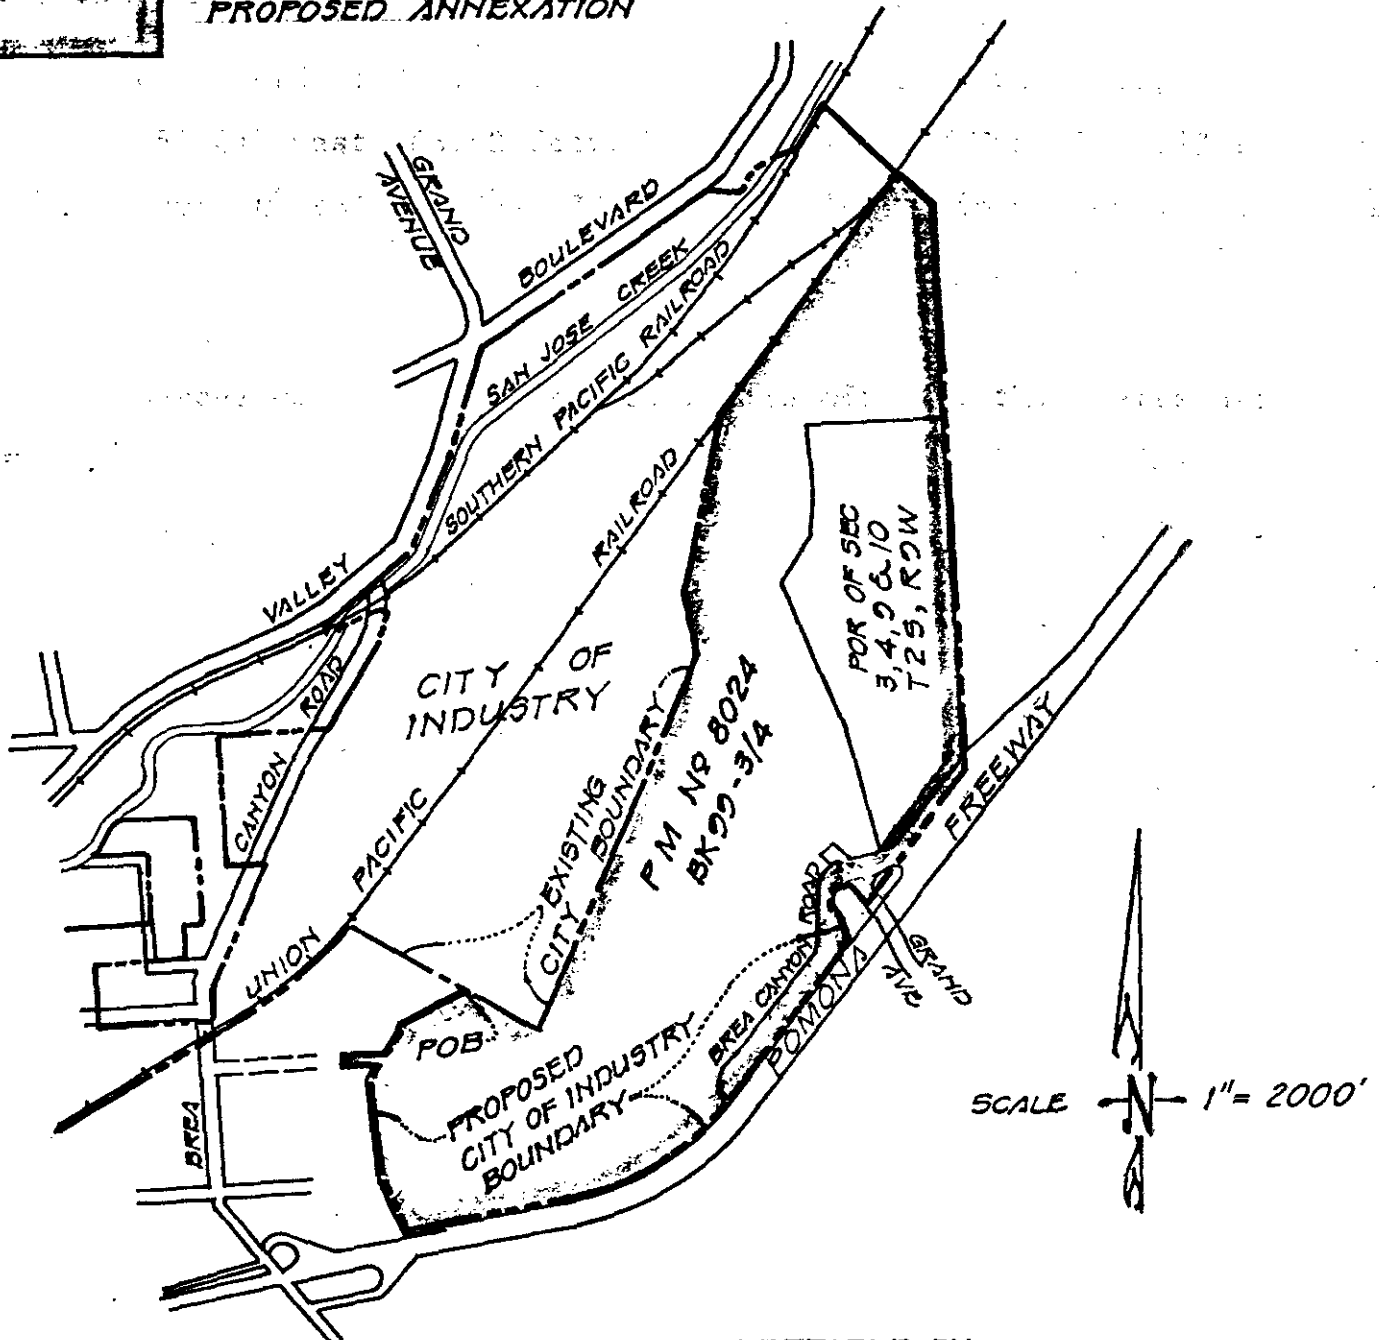 PROPOSED ANNEXATION
GRAND
AVENUE
BOULEVARD
SAN JOSE CREEK
SOUTHERN PACIFIC RAILROAD
RAILROAD
VALLEY
POR OF SEC
3, 4, 9 & 10
T2S, R9W
CITY OF
INDUSTRY
ROAD
CANYON
PACIFIC
UNION
EXISTING
CITY BOUNDARY
P M Nº 8024
BK 99-3/4
FREEWAY
POMONA
ROAD
BREA CANYON
GRAND
AVE
POB
PROPOSED
CITY OF INDUSTRY
BOUNDARY
BREA
SCALE N 1"= 2000'